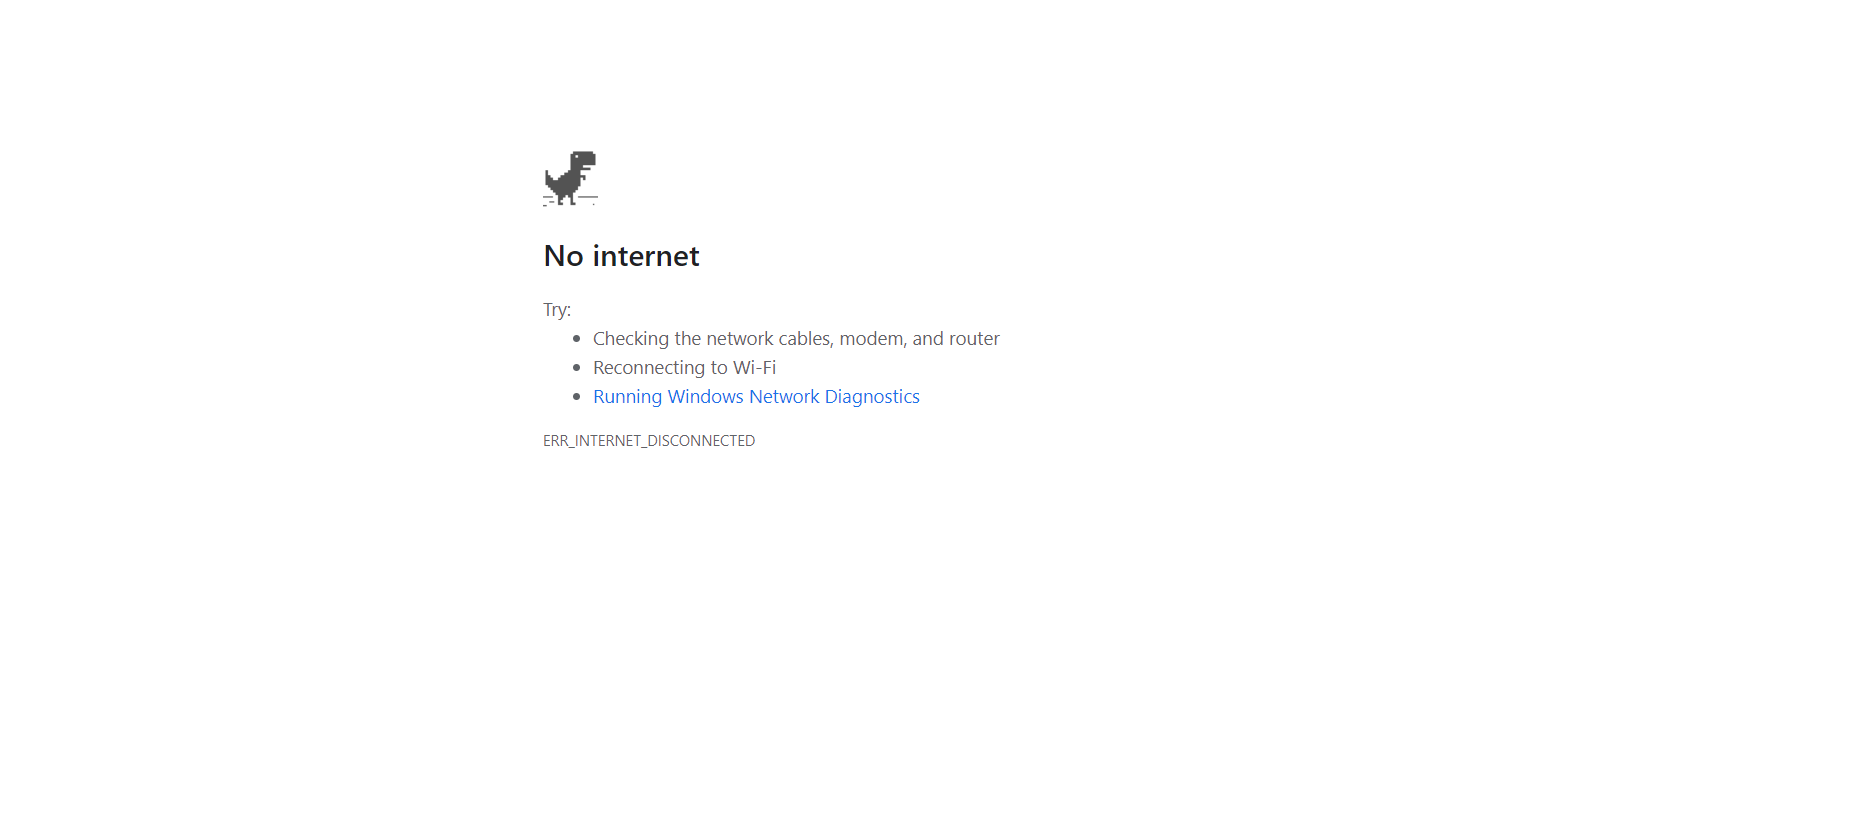 No internet
Try:
Checking the network cables, modem, and router
Reconnecting to Wi-Fi
Running Windows Network Diagnostics
ERR_INTERNET_DISCONNECTED